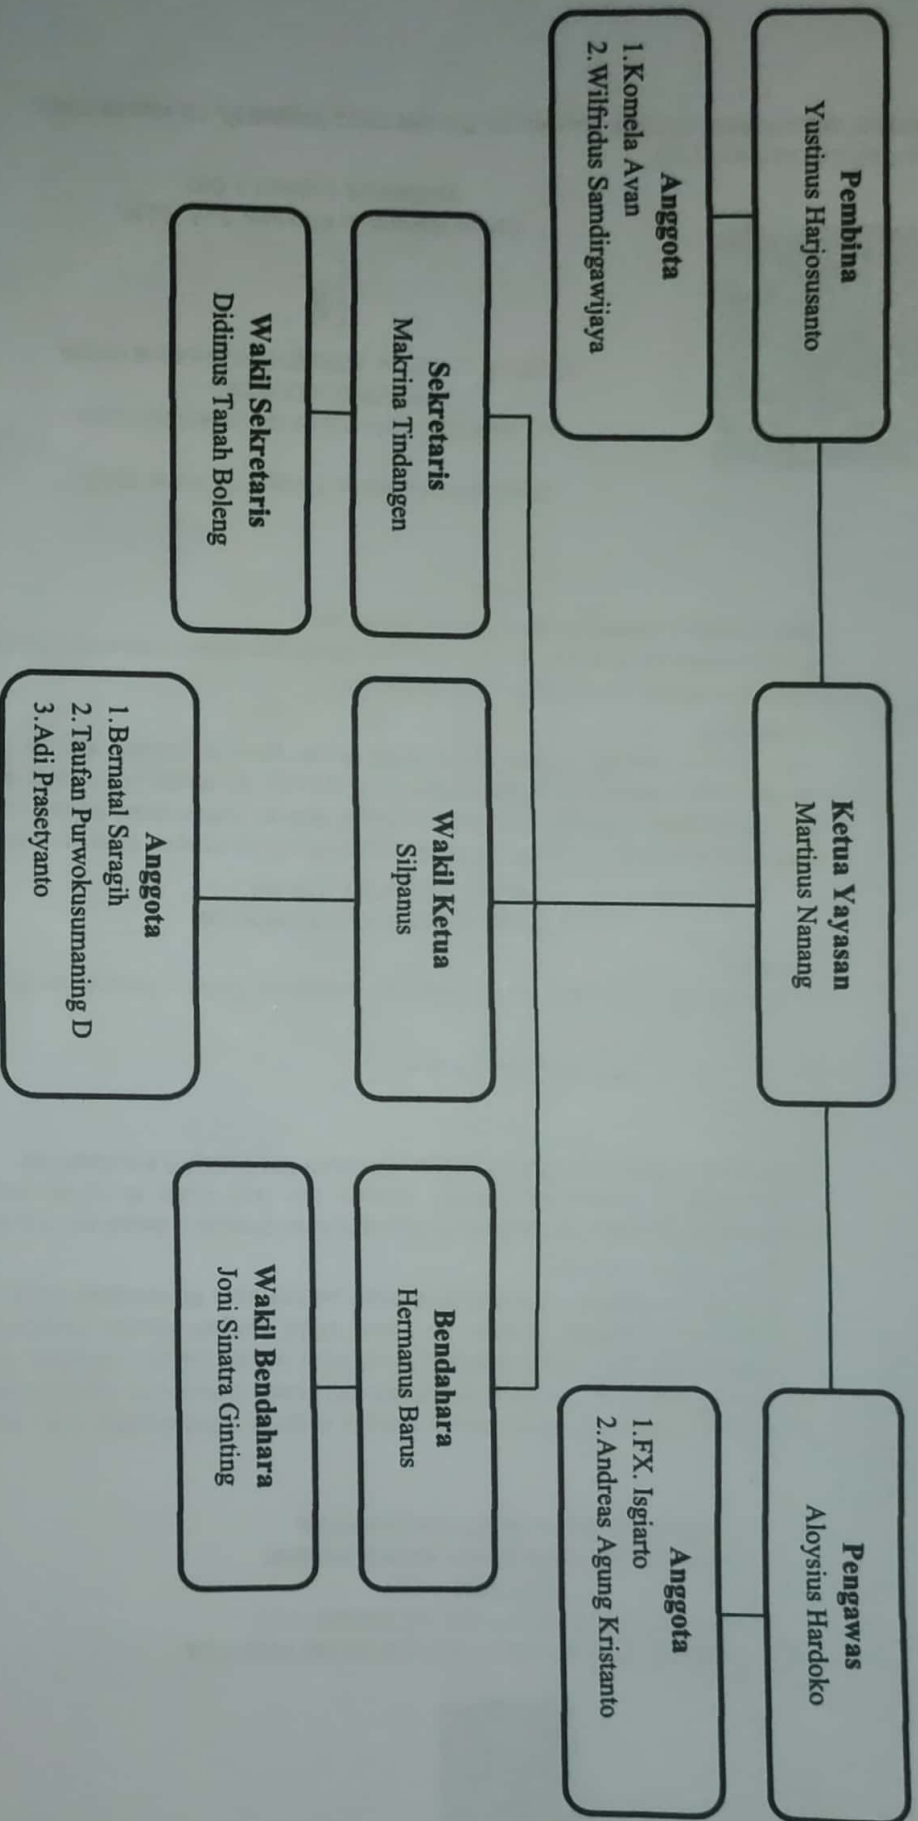 Pembina
Yustinus Harjosusanto
Ketua Yayasan
Martinus Nanang
Pengawas
Aloysius Hardoko
Anggota
1.Komela Avan
2.Wilfridus Samdirgawijaya
Anggota
1.FX. Isgiarto
2.Andreas Agung Kristanto
Sekretaris
Makrina Tindangen
Wakil Ketua
Silpanus
Bendahara
Hermanus Barus
Wakil Sekretaris
Didimus Tanah Boleng
Anggota
1.Bernatal Saragih
2.Taufan Purwokusumaning D
3.Adi Prasetyanto
Wakil Bendahara
Joni Sinatra Ginting